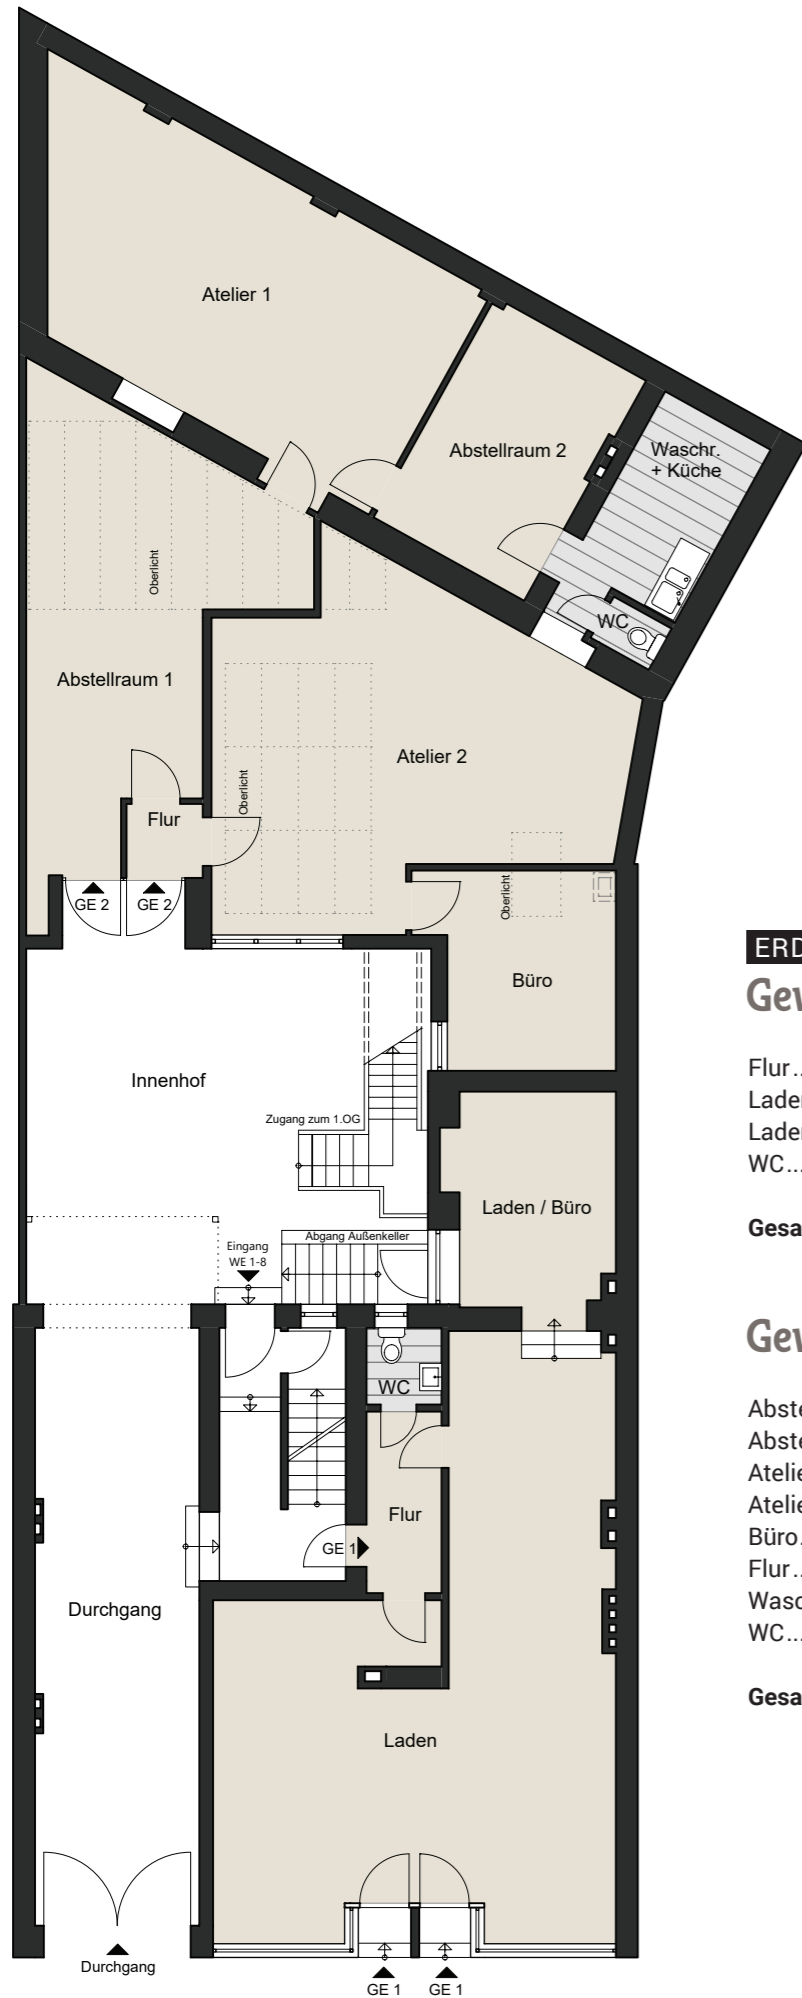 Atelier 1
Abstellraum 2
Waschr.
+ Küche
WC
Oberlicht
Abstellraum 1
Atelier 2
Oberlicht
Flur
GE 2
GE 2
Oberlicht
Büro
Innenhof
Zugang zum 1.OG
Laden / Büro
Abgang Außenkeller
Eingang
WE 1-8
WC
Flur
GE 1
Durchgang
Laden
Durchgang
GE 1
GE 1
ERD
Gew
Flur..
Laden
Laden
WC...
Gesa
Gew
Abste
Abste
Atelie
Atelie
Büro.
Flur..
Wasc
WC...
Gesa